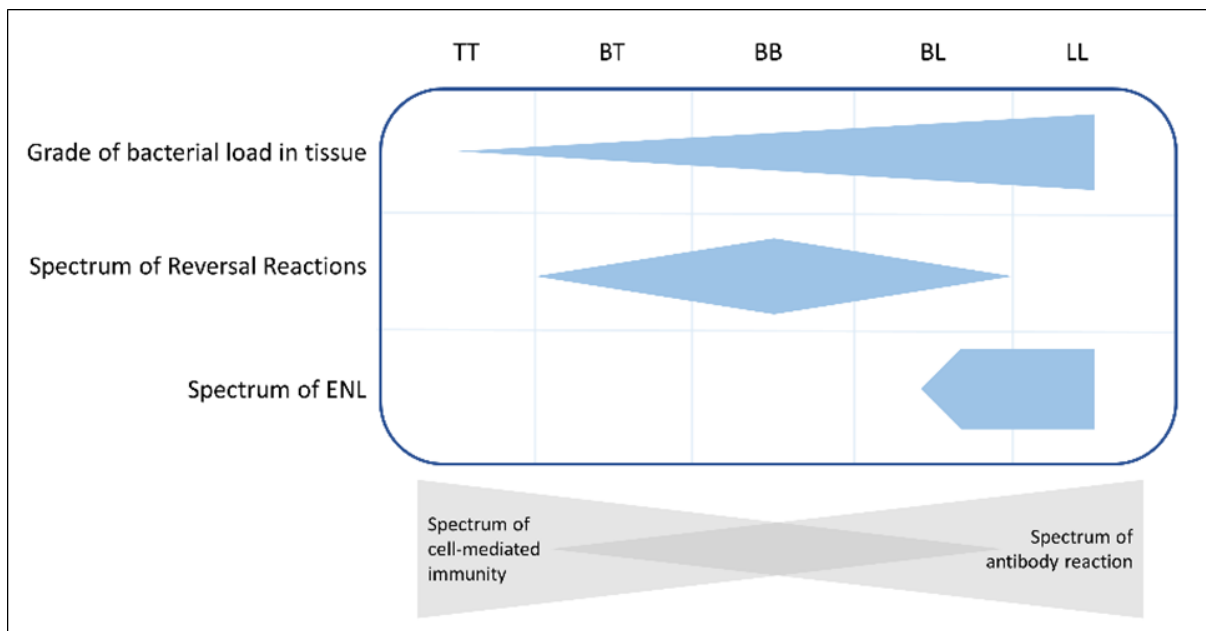 TT BT BB BL LL
Grade of bacterial load in tissue
Spectrum of Reversal Reactions
Spectrum of ENL
Spectrum of
cell-mediated
immunity
Spectrum of
antibody reaction